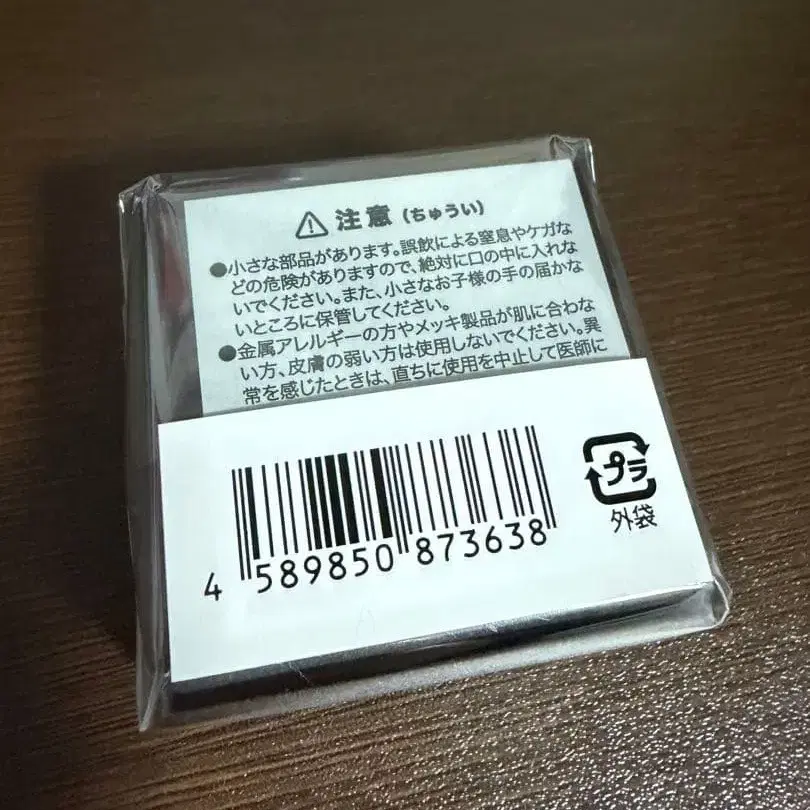 ⚠注意(ちゅうい)
●小さな部品があります。誤飲による窒息やケガな
どの危険がありますので、絶対に口の中に入れな
いでください。また、小さなお子様の手の届かな
いところに保管してください。
●金属アレルギーの方やメッキ製品が肌に合わな
い方、皮膚の弱い方は使用しないでください。異
常を感じたときは、直ちに使用を中止して医師に
プラ
外袋
4 589850 873638